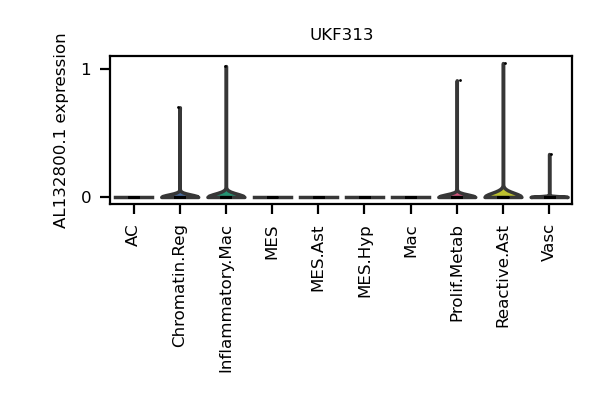 UKF313
AL132800.1 expression
1
0
AC
Chromatin.Reg
Inflammatory.Mac
MES
MES.Ast
MES.Hyp
Mac
Prolif.Metab
Reactive.Ast
Vasc